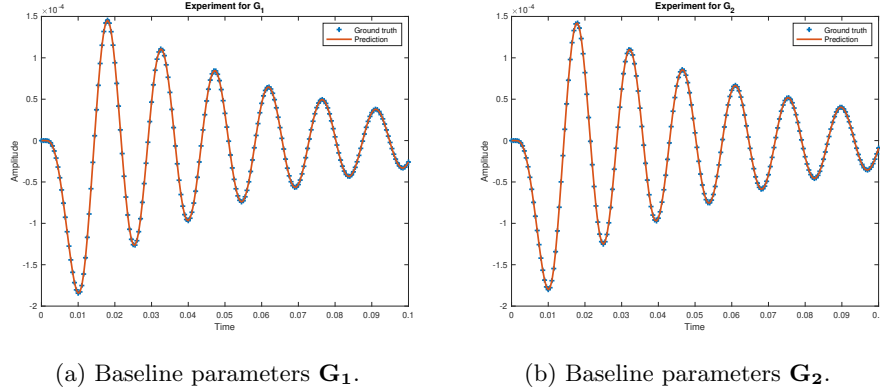 Experiment for G1
×10-4
1.5
1
0.5
0
-0.5
-1
-1.5
-2
Amplitude
0 0.01 0.02 0.03 0.04 0.05 0.06 0.07 0.08 0.09 0.1
Time
Ground truth
Prediction
(a) Baseline parameters G1.
Experiment for G2
×10-4
1.5
1
0.5
0
-0.5
-1
-1.5
-2
Amplitude
0 0.01 0.02 0.03 0.04 0.05 0.06 0.07 0.08 0.09 0.1
Time
Ground truth
Prediction
(b) Baseline parameters G2.